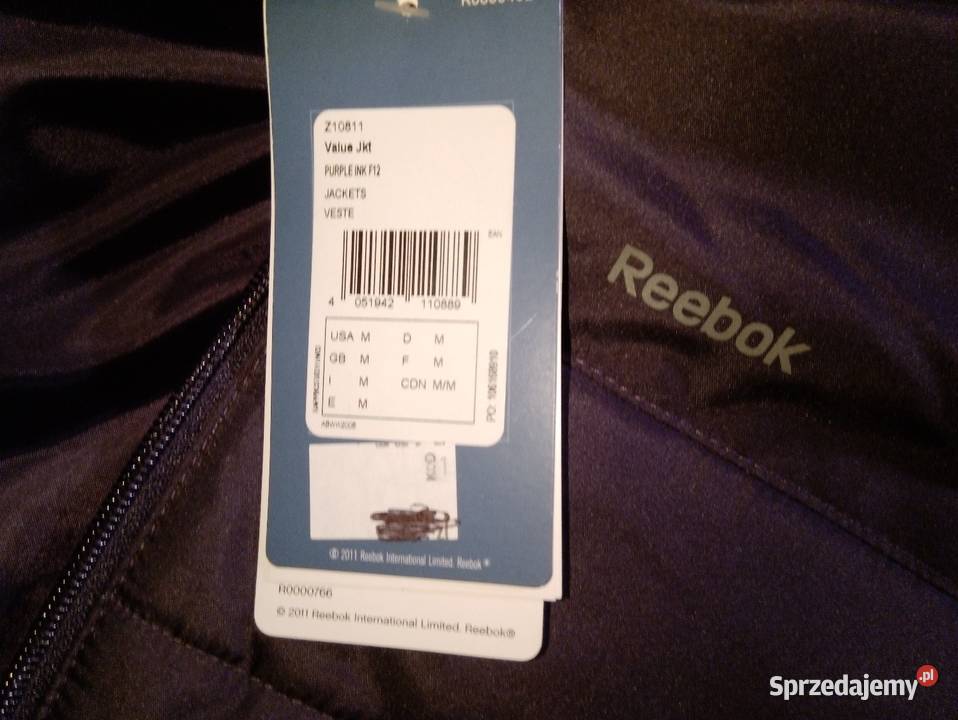 Z10811
Value Jkt
PURPLE INK F12
JACKETS
VESTE
EAN
4 051942 110889
USA M D M
GB M F M
I M CDN M/M
E M
© 2011 Reebok International Limited. Reebok®
R0000766
© 2011 Reebok International Limited. Reebok®
Reebok
Sprzedajemy.pl